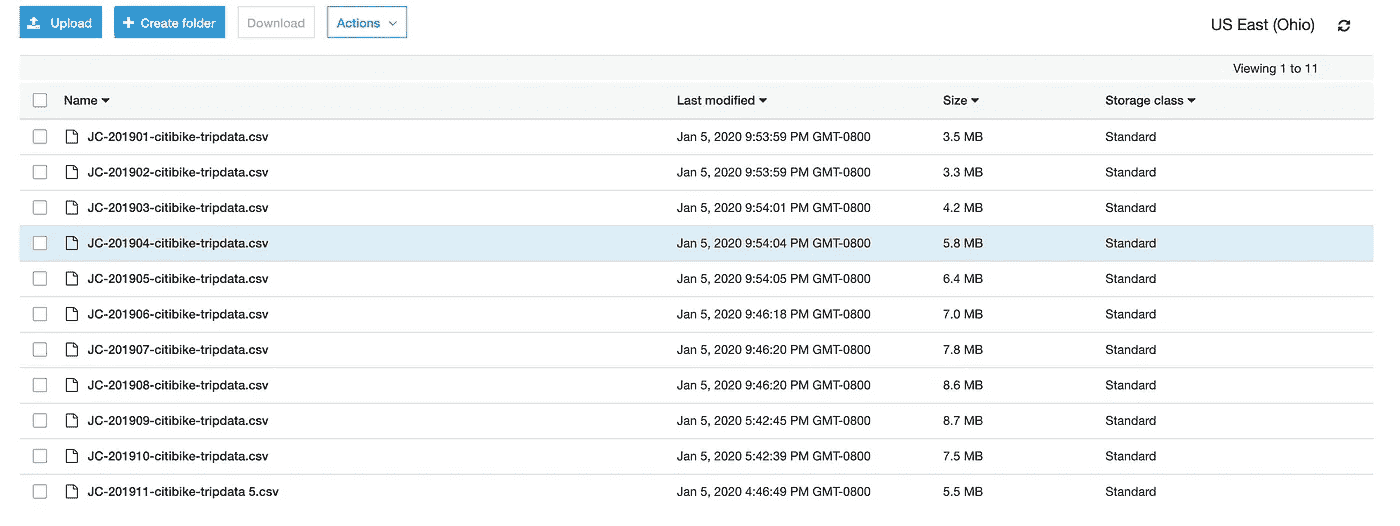 Upload Create folder Download Actions US East (Ohio)
Viewing 1 to 11
Name Last modified Size Storage class
JC-201901-citibike-tripdata.csv Jan 5, 2020 9:53:59 PM GMT-0800 3.5 MB Standard
JC-201902-citibike-tripdata.csv Jan 5, 2020 9:53:59 PM GMT-0800 3.3 MB Standard
JC-201903-citibike-tripdata.csv Jan 5, 2020 9:54:01 PM GMT-0800 4.2 MB Standard
JC-201904-citibike-tripdata.csv Jan 5, 2020 9:54:04 PM GMT-0800 5.8 MB Standard
JC-201905-citibike-tripdata.csv Jan 5, 2020 9:54:05 PM GMT-0800 6.4 MB Standard
JC-201906-citibike-tripdata.csv Jan 5, 2020 9:46:18 PM GMT-0800 7.0 MB Standard
JC-201907-citibike-tripdata.csv Jan 5, 2020 9:46:20 PM GMT-0800 7.8 MB Standard
JC-201908-citibike-tripdata.csv Jan 5, 2020 9:46:20 PM GMT-0800 8.6 MB Standard
JC-201909-citibike-tripdata.csv Jan 5, 2020 5:42:45 PM GMT-0800 8.7 MB Standard
JC-201910-citibike-tripdata.csv Jan 5, 2020 5:42:39 PM GMT-0800 7.5 MB Standard
JC-201911-citibike-tripdata 5.csv Jan 5, 2020 4:46:49 PM GMT-0800 5.5 MB Standard